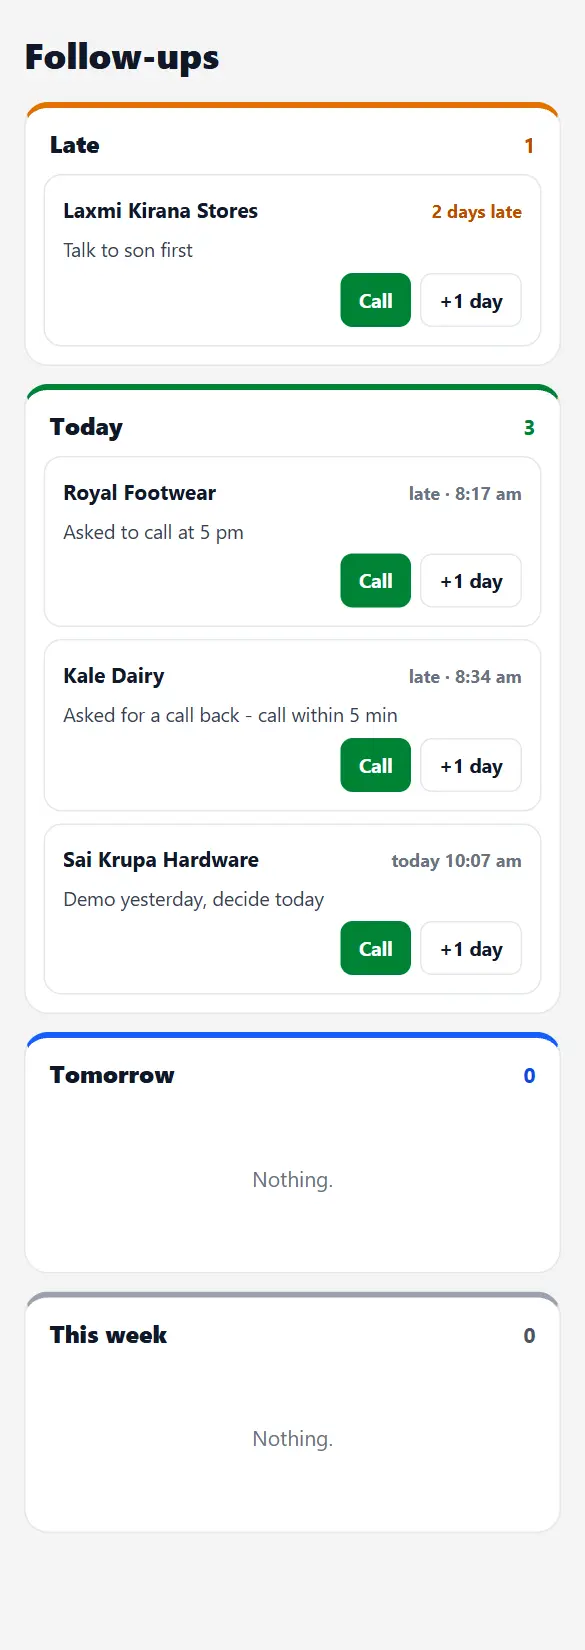 Follow-ups
Late 1
Laxmi Kirana Stores 2 days late
Talk to son first
Call +1 day
Today 3
Royal Footwear late · 8:17 am
Asked to call at 5 pm
Call +1 day
Kale Dairy late · 8:34 am
Asked for a call back - call within 5 min
Call +1 day
Sai Krupa Hardware today 10:07 am
Demo yesterday, decide today
Call +1 day
Tomorrow 0
Nothing.
This week 0
Nothing.